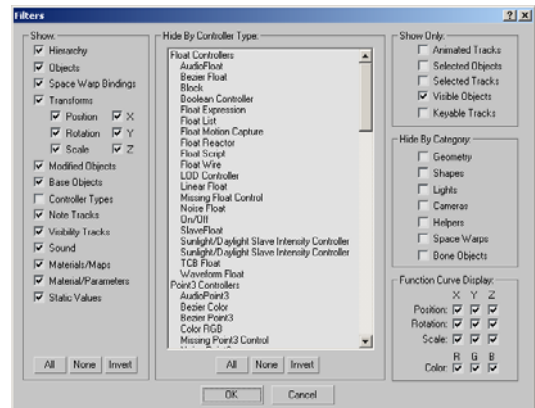 Filters
Show:
Hierarchy
Objects
Space Warp Bindings
Transforms
Position X
Rotation Y
Scale Z
Modified Objects
Base Objects
Controller Types
Note Tracks
Visibility Tracks
Sound
Materials/Maps
Material/Parameters
Static Values
All None Invert
Hide By Controller Type:
Float Controllers
AudioFloat
Bezier Float
Block
Boolean Controller
Float Expression
Float List
Float Motion Capture
Float Reactor
Float Script
Float Wire
LOD Controller
Linear Float
Missing Float Control
Noise Float
On/Off
SlaveFloat
Sunlight/Daylight Slave Intensity Controller
Sunlight/Daylight Slave Intensity Controller
TCB Float
Waveform Float
Point3 Controllers
AudioPoint3
Bezier Color
Bezier Point3
Color RGB
Missing Point3 Control
All None Invert
Show Only:
Animated Tracks
Selected Objects
Selected Tracks
Visible Objects
Keyable Tracks
Hide By Category:
Geometry
Shapes
Lights
Cameras
Helpers
Space Warps
Bone Objects
Function Curve Display:
X Y Z
Position:
Rotation:
Scale:
R G B
Color:
OK Cancel